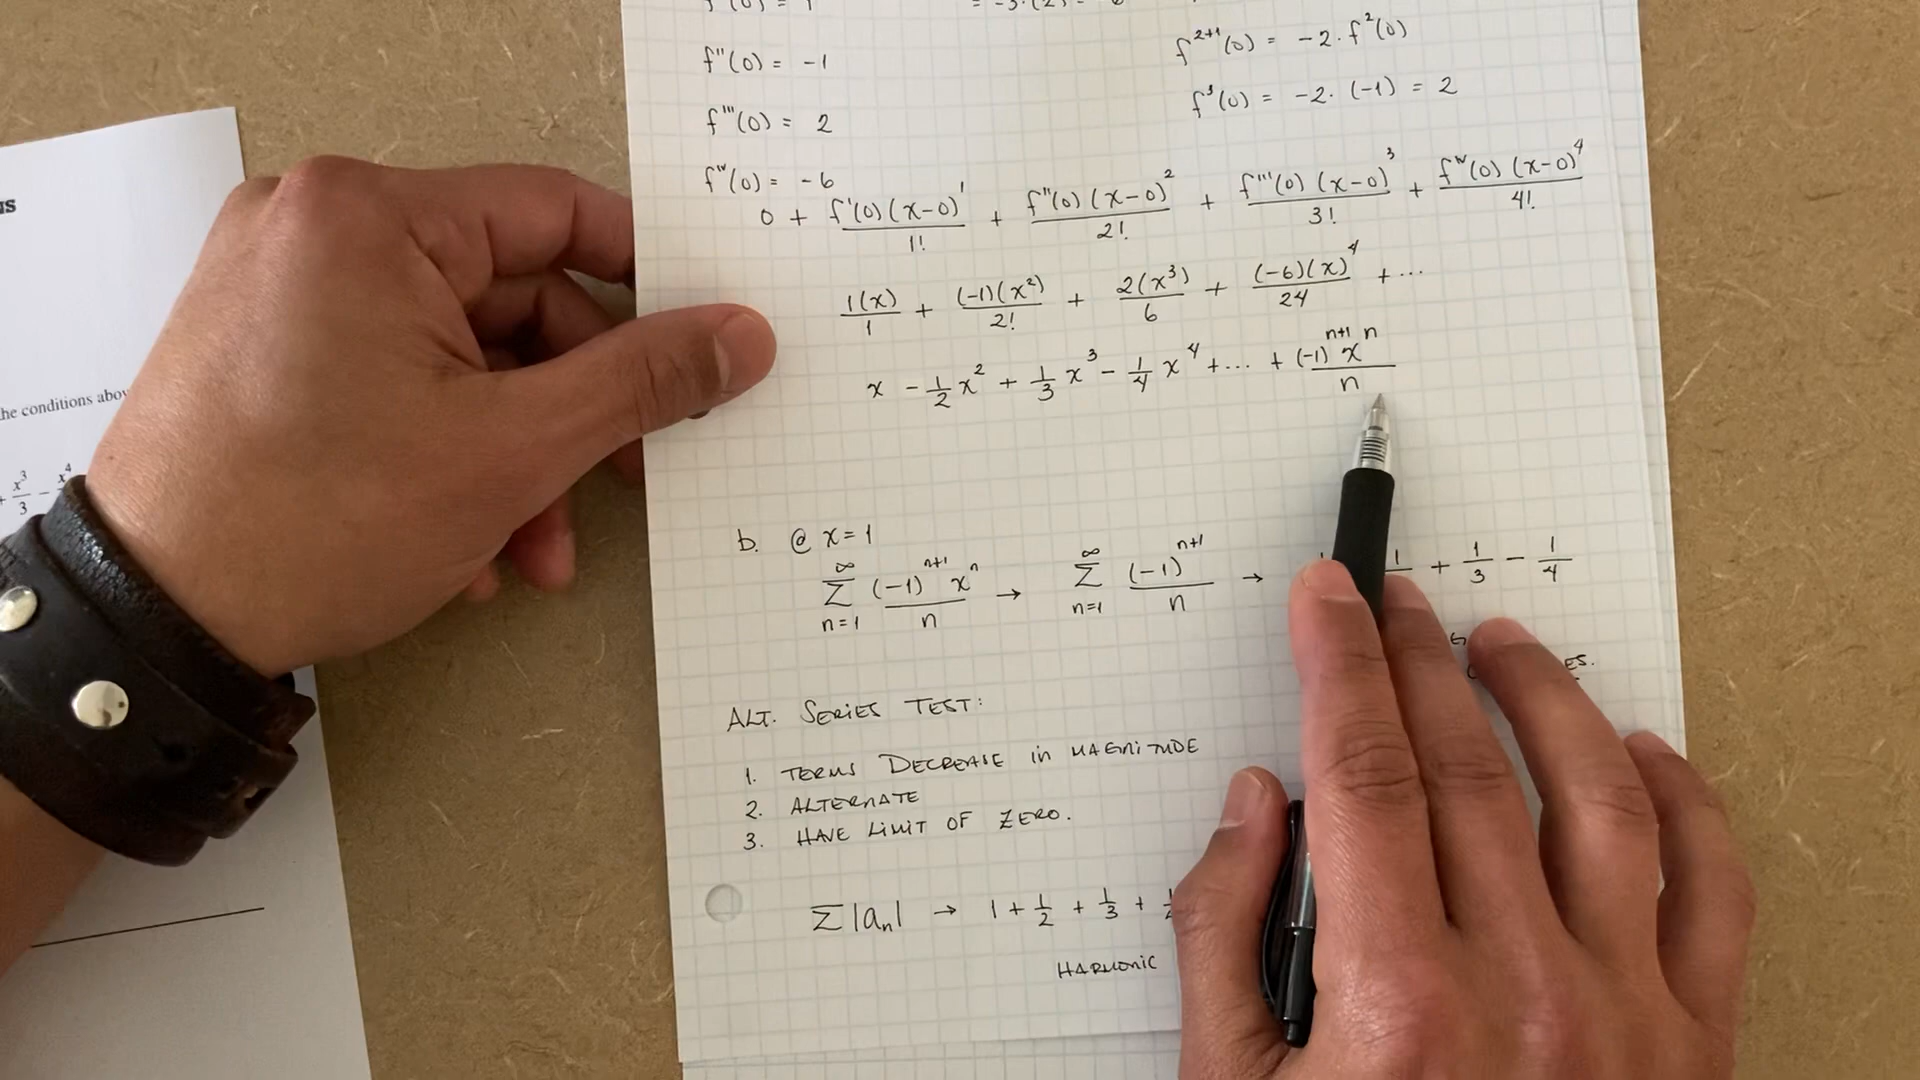 f''(0) = -1
f'''(0) = 2
f^{IV}(0) = -6
f^{2+1}(0) = -2 · f^2(0)
f^3(0) = -2 · (-1) = 2
0 + f'(0)(x-0)^1/1! + f''(0)(x-0)^2/2! + f'''(0)(x-0)^3/3! + f^{IV}(0)(x-0)^4/4!
1(x)/1 + (-1)(x^2)/2! + 2(x^3)/6 + (-6)(x)^4/24 + ...
x - 1/2 x^2 + 1/3 x^3 - 1/4 x^4 + ... + (-1)^{n+1} x^n/n
b. @ x = 1
∞ Σ n=1 (-1)^{n+1} x^n/n → ∞ Σ n=1 (-1)^{n+1}/n → + 1/3 - 1/4
ALT. SERIES TEST:
1. TERMS DECREASE in MAGNITUDE
2. ALTERNATE
3. HAVE LIMIT OF ZERO.
Σ|a_n| → 1 + 1/2 + 1/3 +
HARMONIC
the conditions
+ x^3/3 - x^4